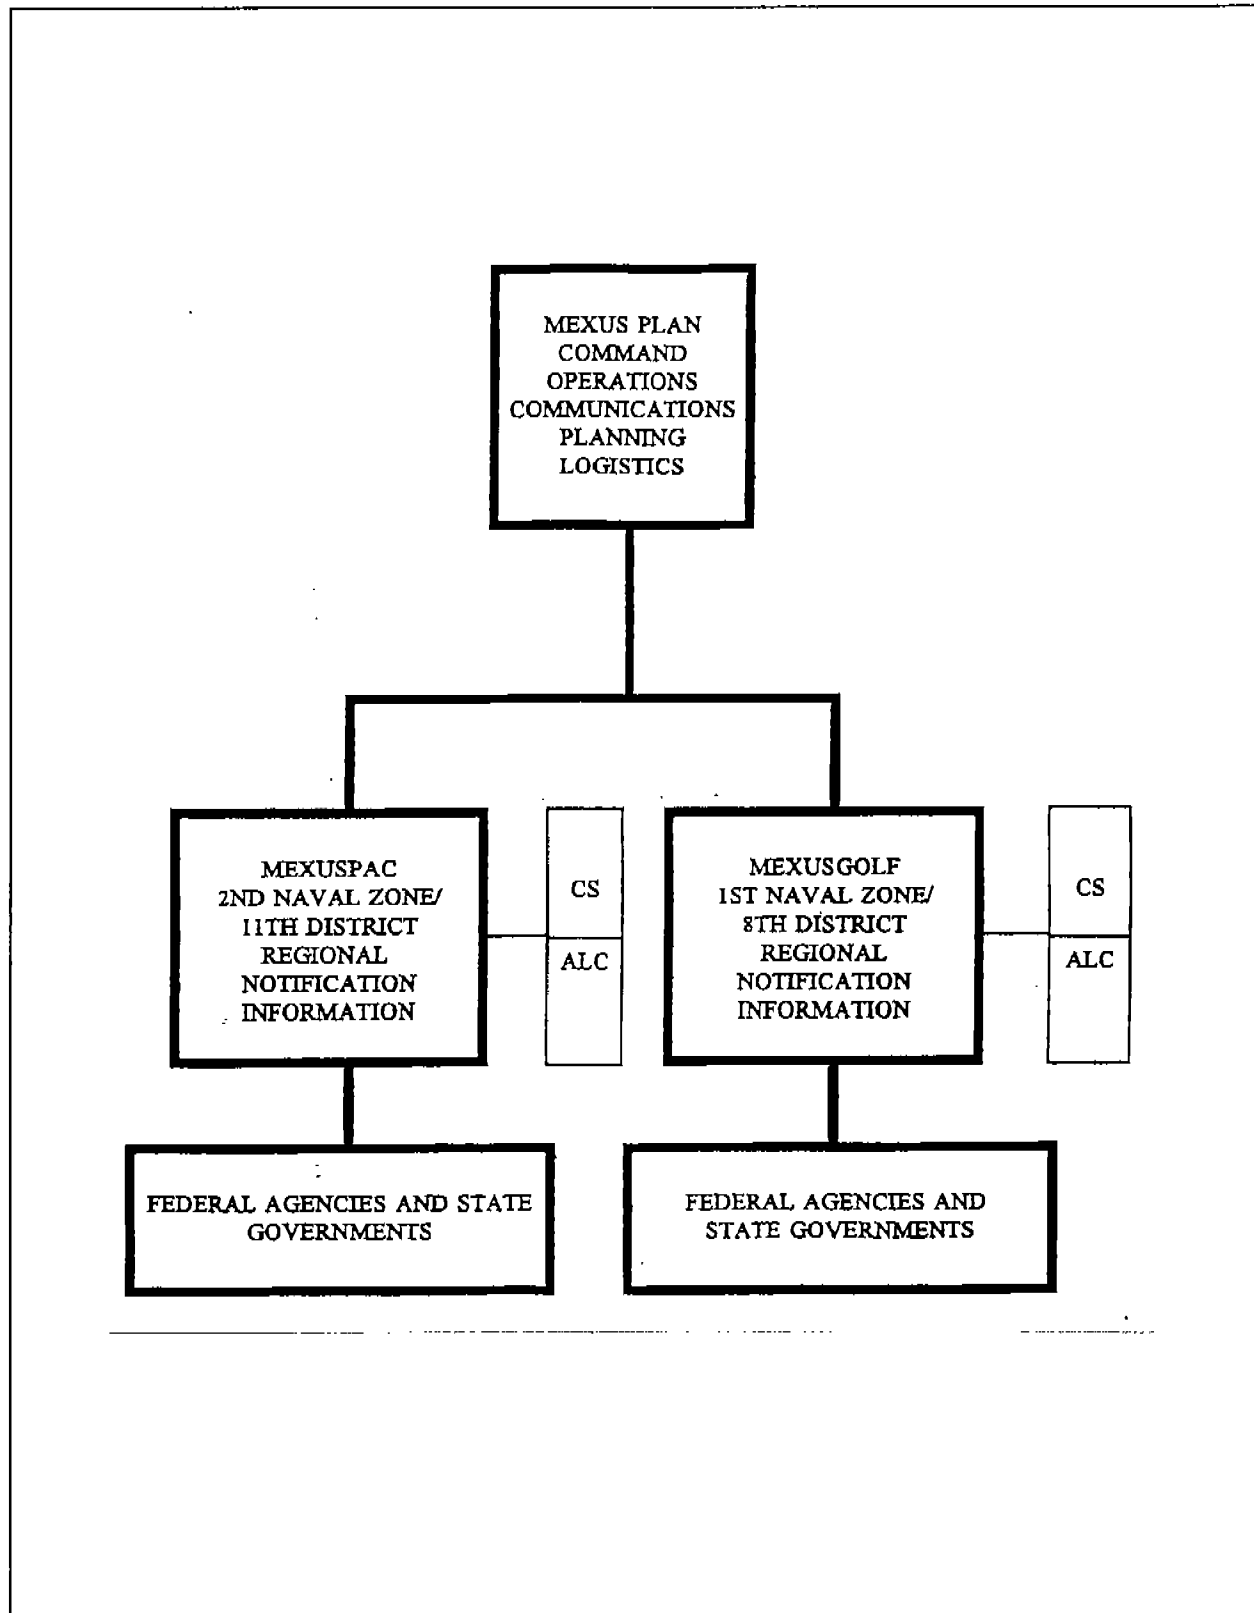 MEXUS PLAN
COMMAND
OPERATIONS
COMMUNICATIONS
PLANNING
LOGISTICS
MEXUSPAC
2ND NAVAL ZONE/
11TH DISTRICT
REGIONAL
NOTIFICATION
INFORMATION
CS
ALC
MEXUSGOLF
1ST NAVAL ZONE/
8TH DISTRICT
REGIONAL
NOTIFICATION
INFORMATION
CS
ALC
FEDERAL AGENCIES AND STATE
GOVERNMENTS
FEDERAL AGENCIES AND
STATE GOVERNMENTS